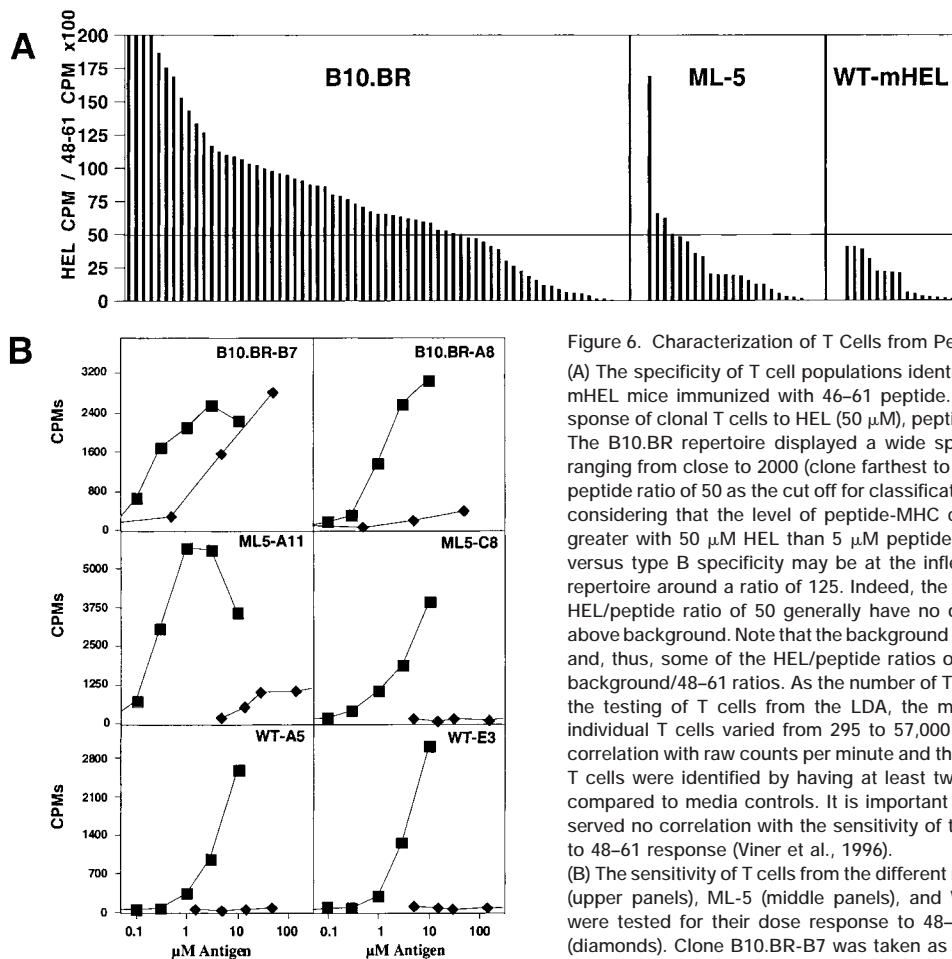 A
HEL CPM / 48-61 CPM x100
200
175
150
125
100
75
50
25
0
B10.BR
ML-5
WT-mHEL
B
CPMs
3200
2400
1600
800
0
B10.BR-B7
B10.BR-A8
CPMs
5000
3750
2500
1250
0
ML5-A11
ML5-C8
CPMs
2800
2100
1400
700
0
WT-A5
WT-E3
0.1 1 10 100
0.1 1 10 100
µM Antigen
µM Antigen
Figure 6. Characterization of T Cells from Pe
(A) The specificity of T cell populations identi
mHEL mice immunized with 46–61 peptide.
sponse of clonal T cells to HEL (50 µM), peptic
The B10.BR repertoire displayed a wide sp
ranging from close to 2000 (clone farthest to
peptide ratio of 50 as the cut off for classificat
considering that the level of peptide-MHC c
greater with 50 µM HEL than 5 µM peptide
versus type B specificity may be at the infle
repertoire around a ratio of 125. Indeed, the
HEL/peptide ratio of 50 generally have no c
above background. Note that the background
and, thus, some of the HEL/peptide ratios o
background/48–61 ratios. As the number of T
the testing of T cells from the LDA, the m
individual T cells varied from 295 to 57,000
correlation with raw counts per minute and th
T cells were identified by having at least tw
compared to media controls. It is important
served no correlation with the sensitivity of t
to 48–61 response (Viner et al., 1996).
(B) The sensitivity of T cells from the different
(upper panels), ML-5 (middle panels), and
were tested for their dose response to 48–
(diamonds). Clone B10.BR-B7 was taken as